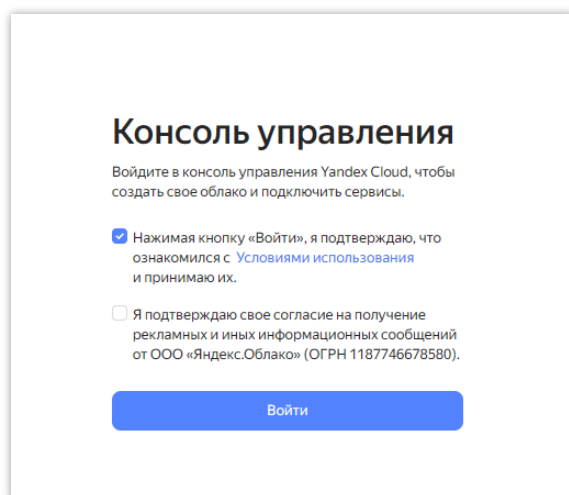 Консоль управления
Войдите в консоль управления Yandex Cloud, чтобы
создать свое облако и подключить сервисы.
Нажимая кнопку «Войти», я подтверждаю, что
ознакомился с Условиями использования
и принимаю их.
Я подтверждаю свое согласие на получение
рекламных и иных информационных сообщений
от ООО «Яндекс.Облако» (ОГРН 1187746678580).
Войти